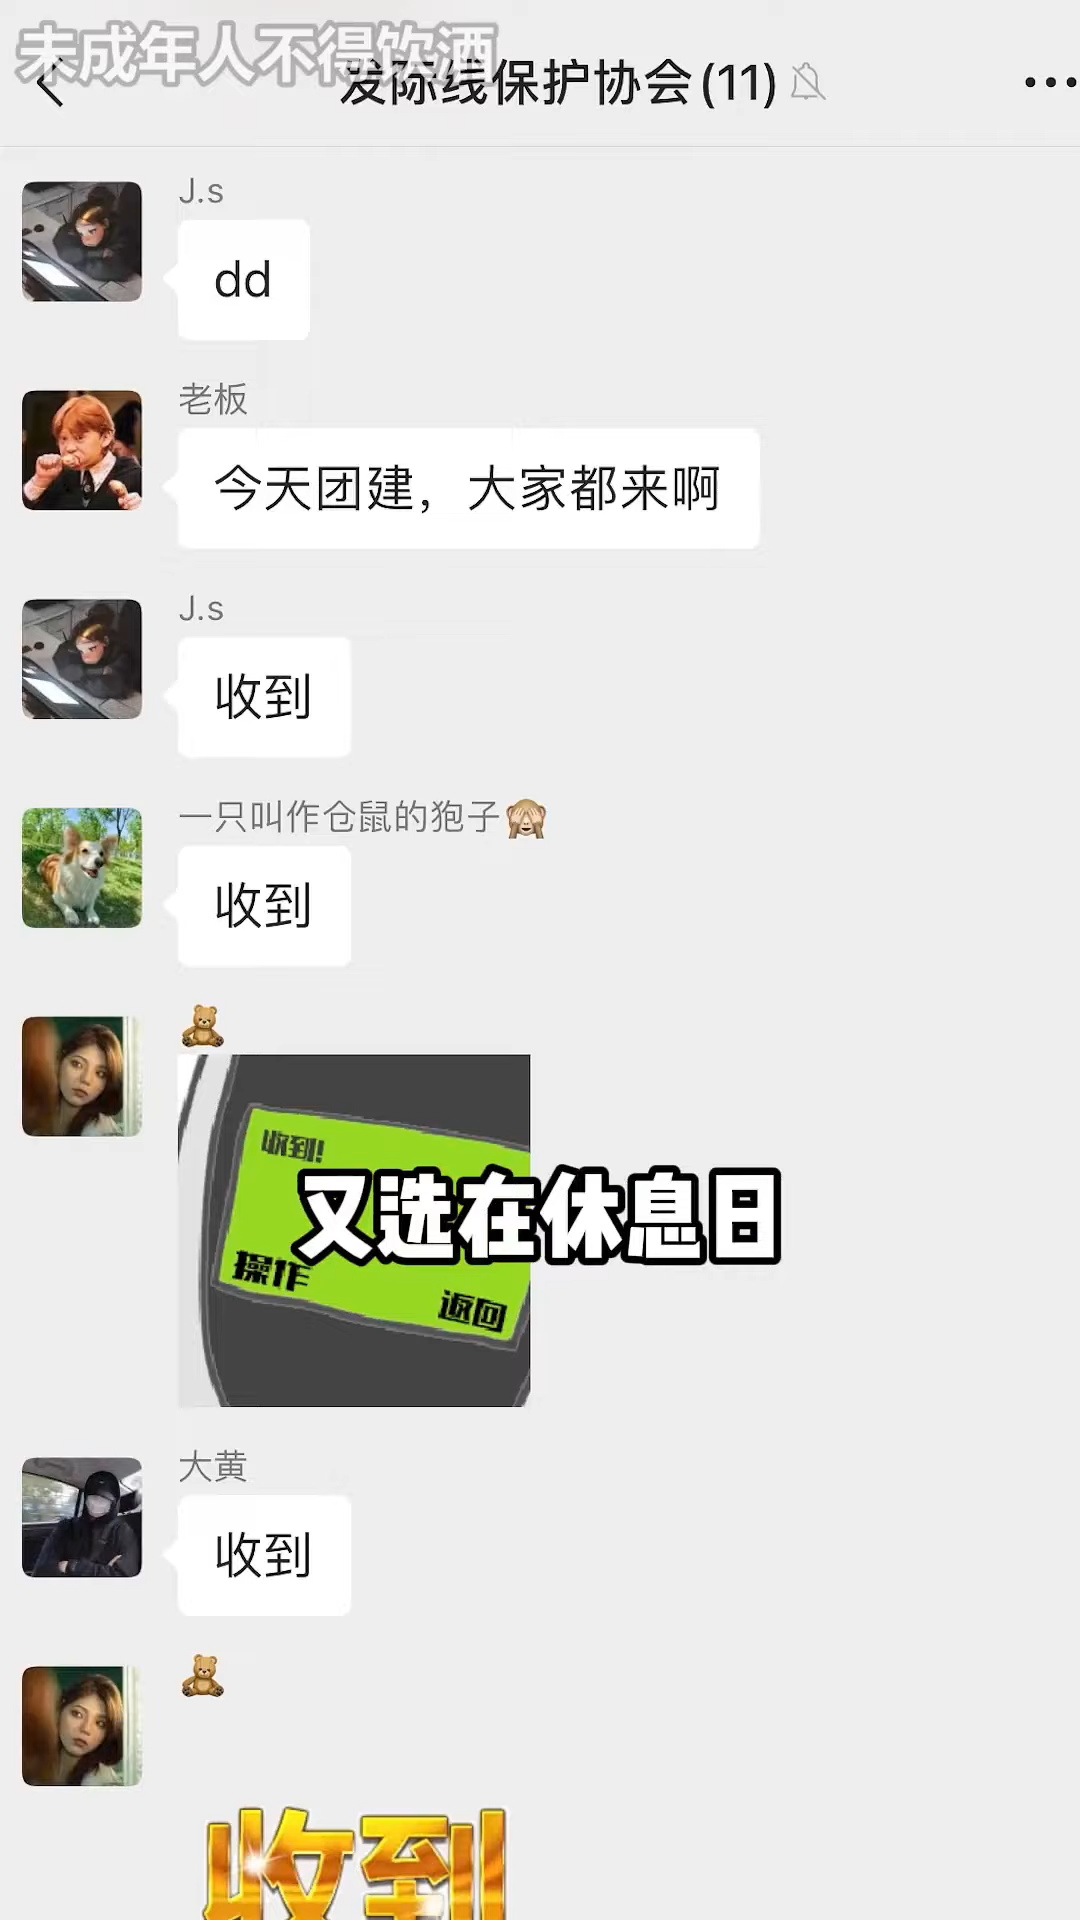 未成年人不得饮酒
发际线保护协会(11)
J.s
dd
老板
今天团建，大家都来啊
J.s
收到
一只叫作仓鼠的狍子🙈
收到
🧸
收到!
又选在休息日
操作
返回
大黄
收到
🧸
收到